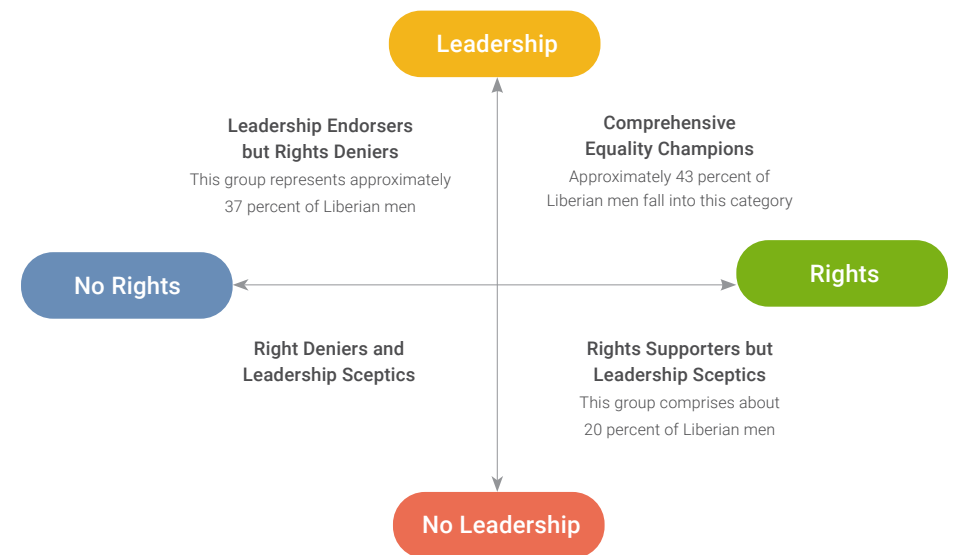 Leadership
Leadership Endorsers
but Rights Deniers
This group represents approximately
37 percent of Liberian men
Comprehensive
Equality Champions
Approximately 43 percent of
Liberian men fall into this category
No Rights
Rights
Right Deniers and
Leadership Sceptics
Rights Supporters but
Leadership Sceptics
This group comprises about
20 percent of Liberian men
No Leadership